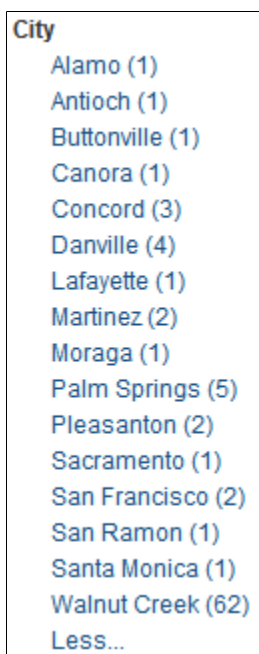 City
Alamo (1)
Antioch (1)
Buttonville (1)
Canora (1)
Concord (3)
Danville (4)
Lafayette (1)
Martinez (2)
Moraga (1)
Palm Springs (5)
Pleasanton (2)
Sacramento (1)
San Francisco (2)
San Ramon (1)
Santa Monica (1)
Walnut Creek (62)
Less...